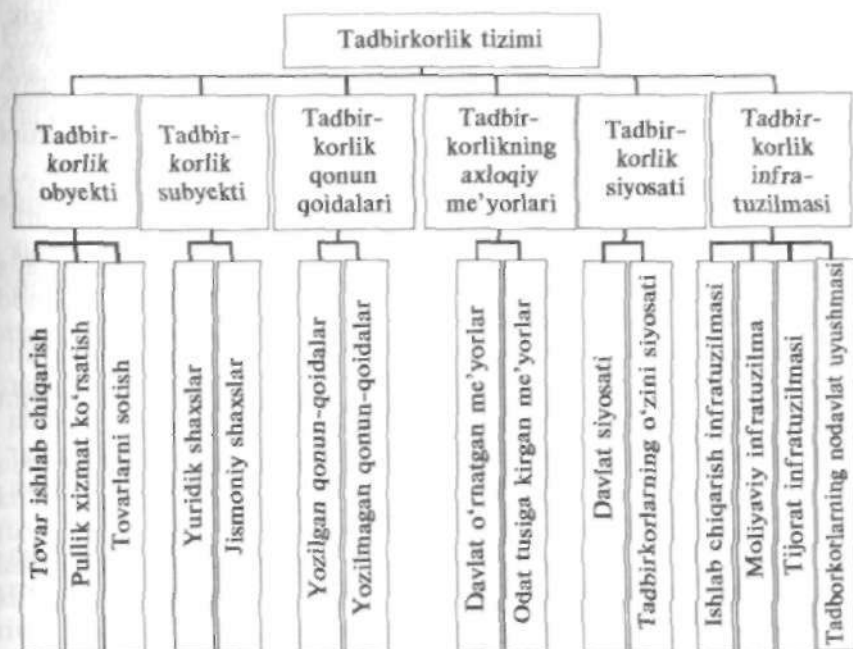 Tadbirkorlik tizimi
Tadbir-
korlik
obyekti
Tadbir-
korlik
subyekti
Tadbir-
korlik
qonun
qoidalari
Tadbir-
korlikning
axloqiy
me’yorlari
Tadbir-
korlik
siyosati
Tadbir-
korlik
infra-
tuzilmasi
Tovar ishlab chiqarish
Pullik xizmat ko‘rsatish
Tovarlarni sotish
Yuridik shaxslar
Jismoniy shaxslar
Yozilgan qonun-qoidalar
Yozilmagan qonun-qoidalar
Davlat o‘rnatgan me’yorlar
Odat tusiga kirgan me’yorlar
Davlat siyosati
Tadbirkorlarning o‘zini siyosati
Ishlab chiqarish infratuzilmasi
Moliyaviy infratuzilma
Tijorat infratuzilmasi
Tadborkorlarning nodavlat uyushmasi